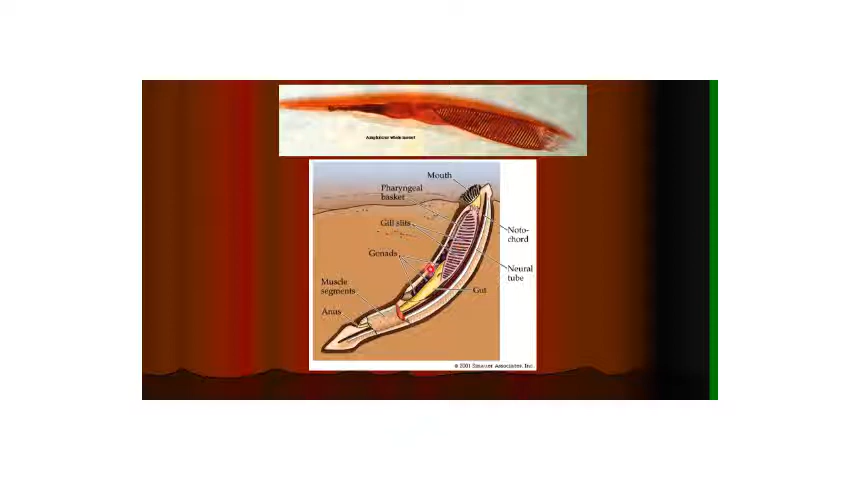 Amphioxus whole mount
Mouth
Pharyngeal
basket
Gill slits
Noto-
chord
Gonads
Neural
tube
Muscle
segments
Gut
Anus
© 2001 Sinauer Associates, Inc.